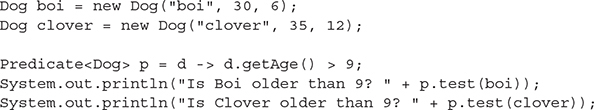 Dog boi = new Dog("boi", 30, 6);
Dog clover = new Dog("clover", 35, 12);
Predicate<Dog> p = d -> d.getAge() > 9;
System.out.println("Is Boi older than 9? " + p.test(boi));
System.out.println("Is Clover older than 9? " + p.test(clover));